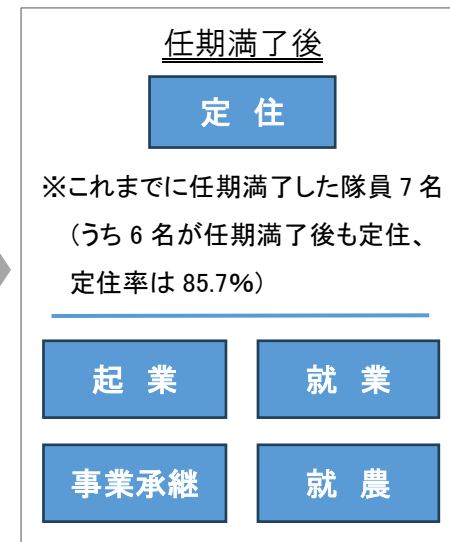 任期満了後
定 住
※これまでに任期満了した隊員 7 名
(うち 6 名が任期満了後も定住、
定住率は 85.7%)
起 業
就 業
事業承継
就 農